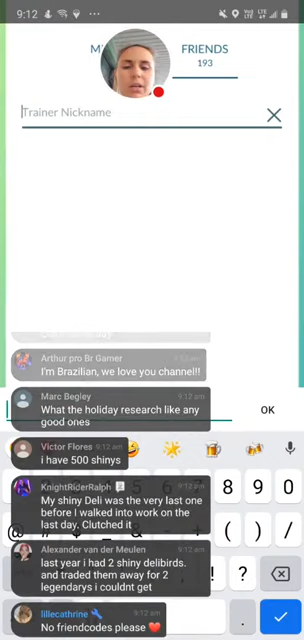 9:12
FRIENDS
193
Trainer Nickname
Arthur pro Br Gamer
I'm Brazilian, we love you channel!!
Marc Begley 9:12 am
What the holiday research like any
good ones
OK
Victor Flores 9:12 am
i have 500 shinys
KnightRiderRalph 9:12 am
My shiny Deli was the very last one
before I walked into work on the
last day, Clutched it
8 9 0
( ) /
Alexander van der Meulen 9:12 am
last year i had 2 shiny delibirds.
and traded them away for 2
legendarys i couldnt get
! ?
lillecathrine 9:12 am
No friendcodes please
.